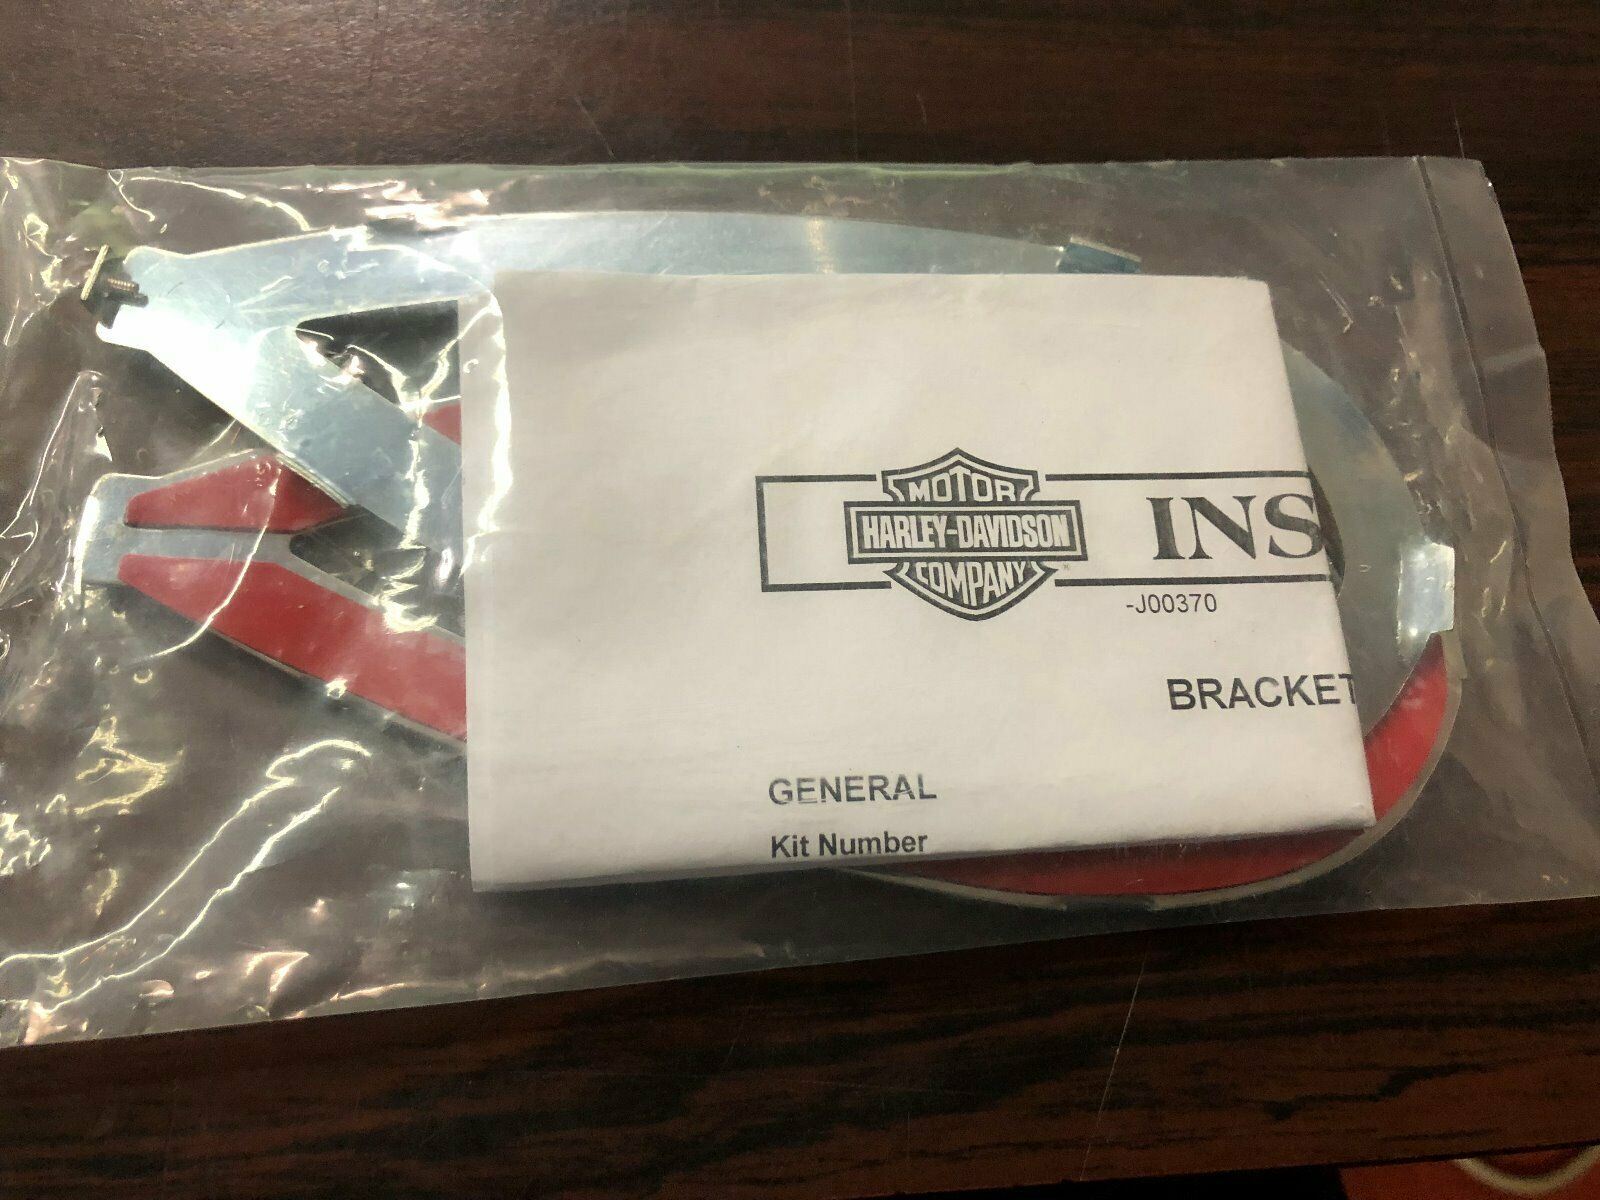 MOTOR
HARLEY-DAVIDSON
COMPANY
INS
-J00370
BRACKET
GENERAL
Kit Number